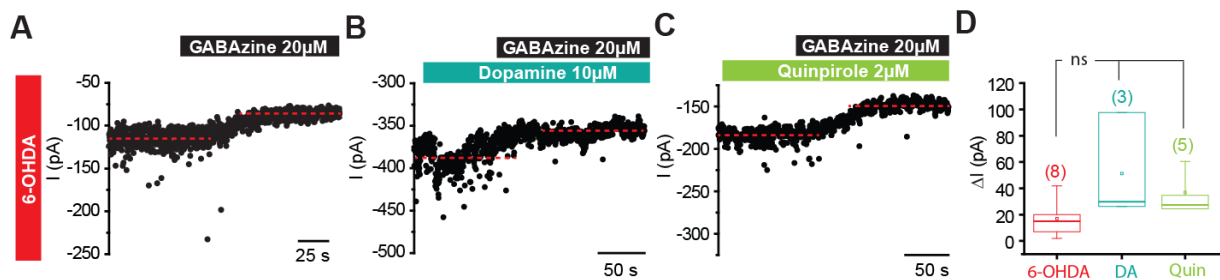 A
GABAzine 20µM
6-OHDA
I (pA)
-50
-100
-150
-200
-250
25 s
B
GABAzine 20µM
Dopamine 10µM
I (pA)
-300
-350
-400
-450
-500
50 s
C
GABAzine 20µM
Quinpirole 2µM
I (pA)
-150
-200
-250
-300
50 s
D
ns
ΔI (pA)
120
100
80
60
40
20
0
(8)
(3)
(5)
6-OHDA
DA
Quin